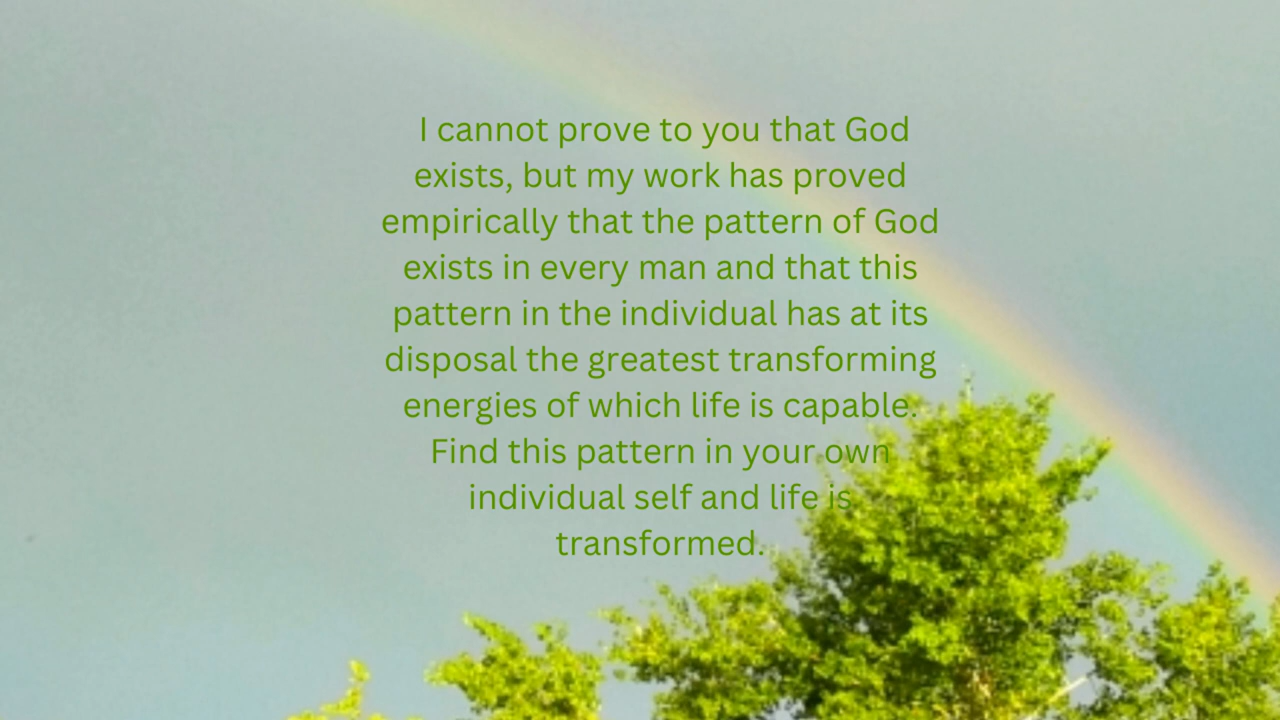 I cannot prove to you that God
exists, but my work has proved
empirically that the pattern of God
exists in every man and that this
pattern in the individual has at its
disposal the greatest transforming
energies of which life is capable.
Find this pattern in your own
individual self and life is
transformed.